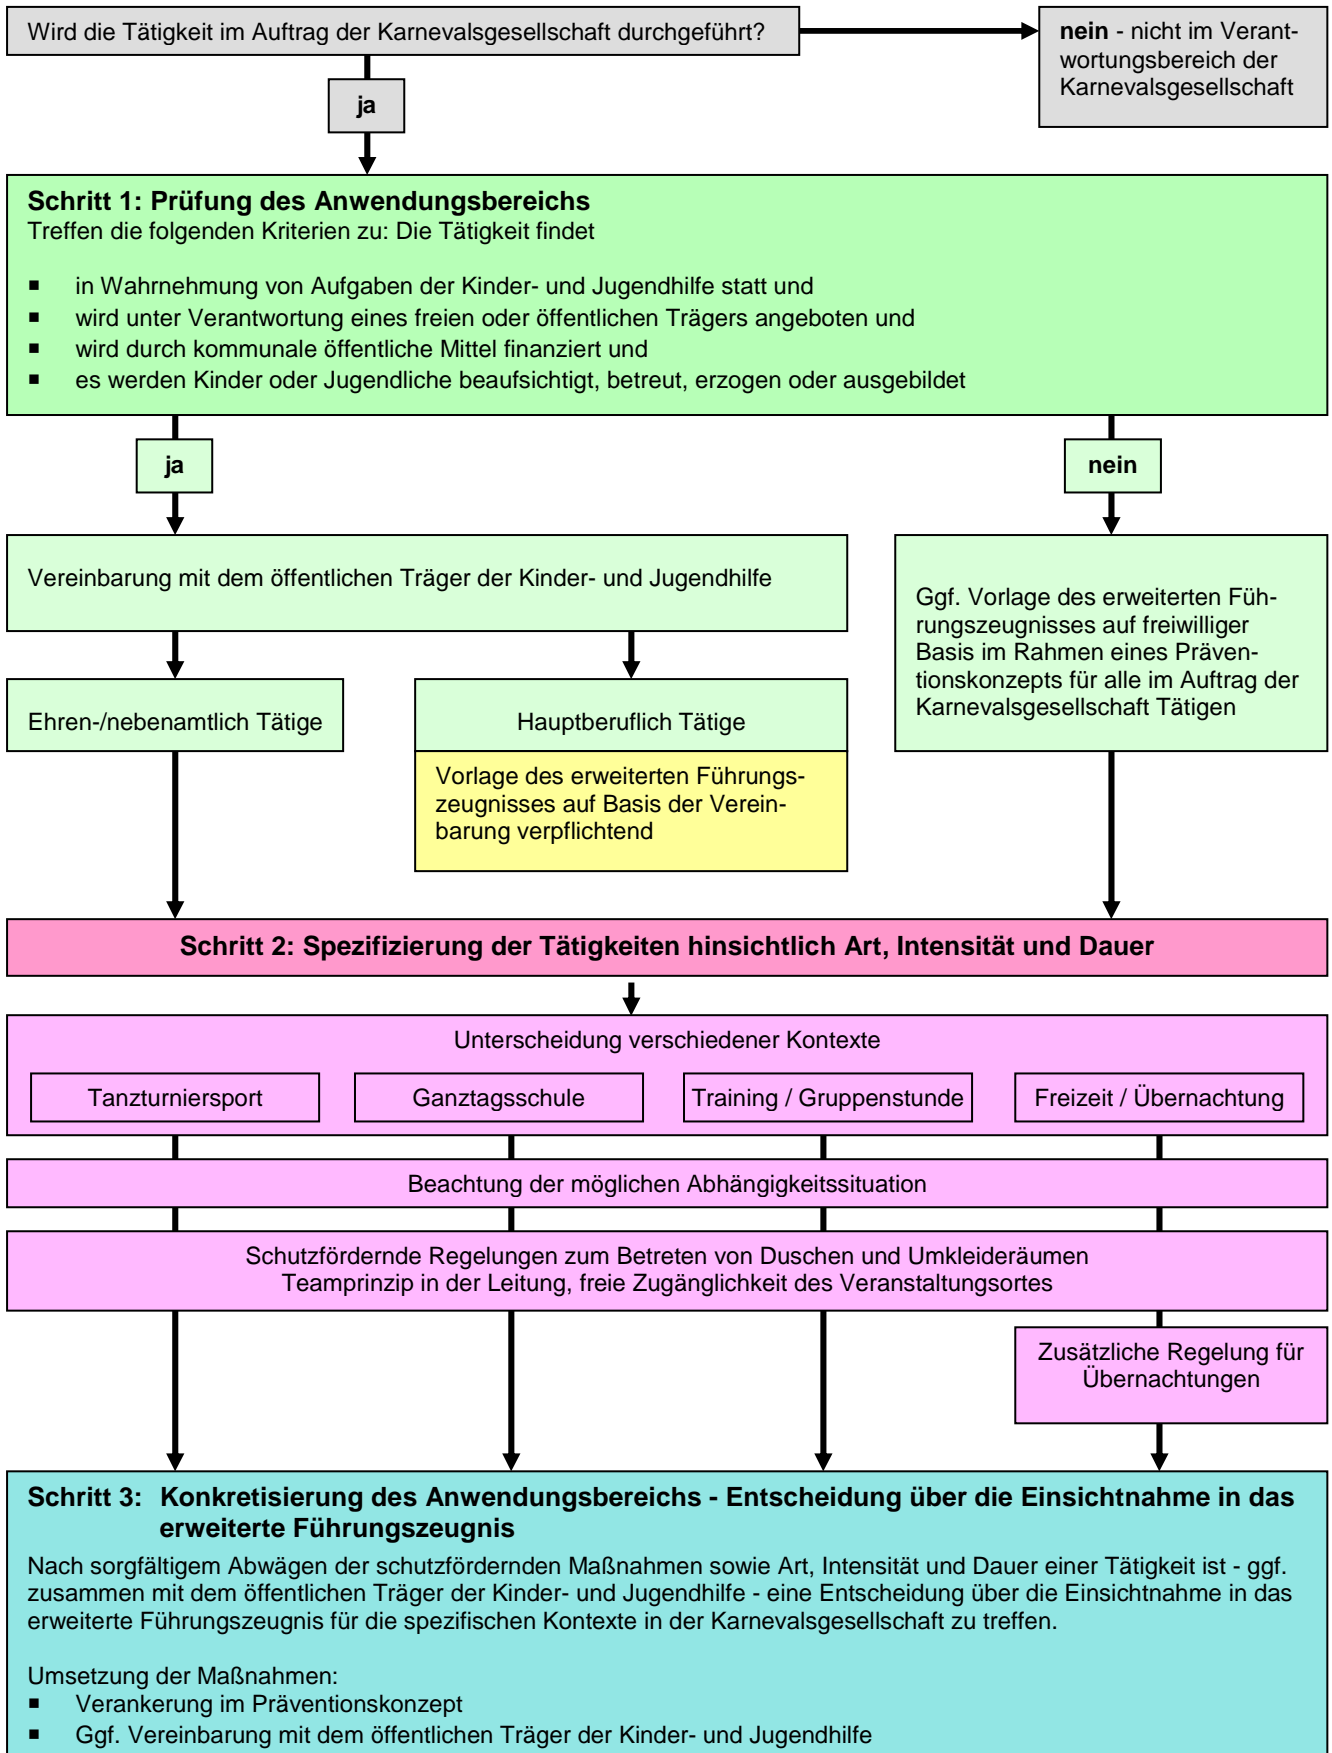 Wird die Tätigkeit im Auftrag der Karnevalsgesellschaft durchgeführt?
nein - nicht im Verant-
wortungsbereich der
Karnevalsgesellschaft
ja
Schritt 1: Prüfung des Anwendungsbereichs
Treffen die folgenden Kriterien zu: Die Tätigkeit findet
▪ in Wahrnehmung von Aufgaben der Kinder- und Jugendhilfe statt und
▪ wird unter Verantwortung eines freien oder öffentlichen Trägers angeboten und
▪ wird durch kommunale öffentliche Mittel finanziert und
▪ es werden Kinder oder Jugendliche beaufsichtigt, betreut, erzogen oder ausgebildet
ja
nein
Vereinbarung mit dem öffentlichen Träger der Kinder- und Jugendhilfe
Ggf. Vorlage des erweiterten Füh-
rungszeugnisses auf freiwilliger
Basis im Rahmen eines Präven-
tionskonzepts für alle im Auftrag der
Karnevalsgesellschaft Tätigen
Ehren-/nebenamtlich Tätige
Hauptberuflich Tätige
Vorlage des erweiterten Führungs-
zeugnisses auf Basis der Verein-
barung verpflichtend
Schritt 2: Spezifizierung der Tätigkeiten hinsichtlich Art, Intensität und Dauer
Unterscheidung verschiedener Kontexte
Tanzturniersport
Ganztagsschule
Training / Gruppenstunde
Freizeit / Übernachtung
Beachtung der möglichen Abhängigkeitssituation
Schutzfördernde Regelungen zum Betreten von Duschen und Umkleideräumen
Teamprinzip in der Leitung, freie Zugänglichkeit des Veranstaltungsortes
Zusätzliche Regelung für
Übernachtungen
Schritt 3: Konkretisierung des Anwendungsbereichs - Entscheidung über die Einsichtnahme in das
erweiterte Führungszeugnis
Nach sorgfältigem Abwägen der schutzfördernden Maßnahmen sowie Art, Intensität und Dauer einer Tätigkeit ist - ggf.
zusammen mit dem öffentlichen Träger der Kinder- und Jugendhilfe - eine Entscheidung über die Einsichtnahme in das
erweiterte Führungszeugnis für die spezifischen Kontexte in der Karnevalsgesellschaft zu treffen.
Umsetzung der Maßnahmen:
▪ Verankerung im Präventionskonzept
▪ Ggf. Vereinbarung mit dem öffentlichen Träger der Kinder- und Jugendhilfe